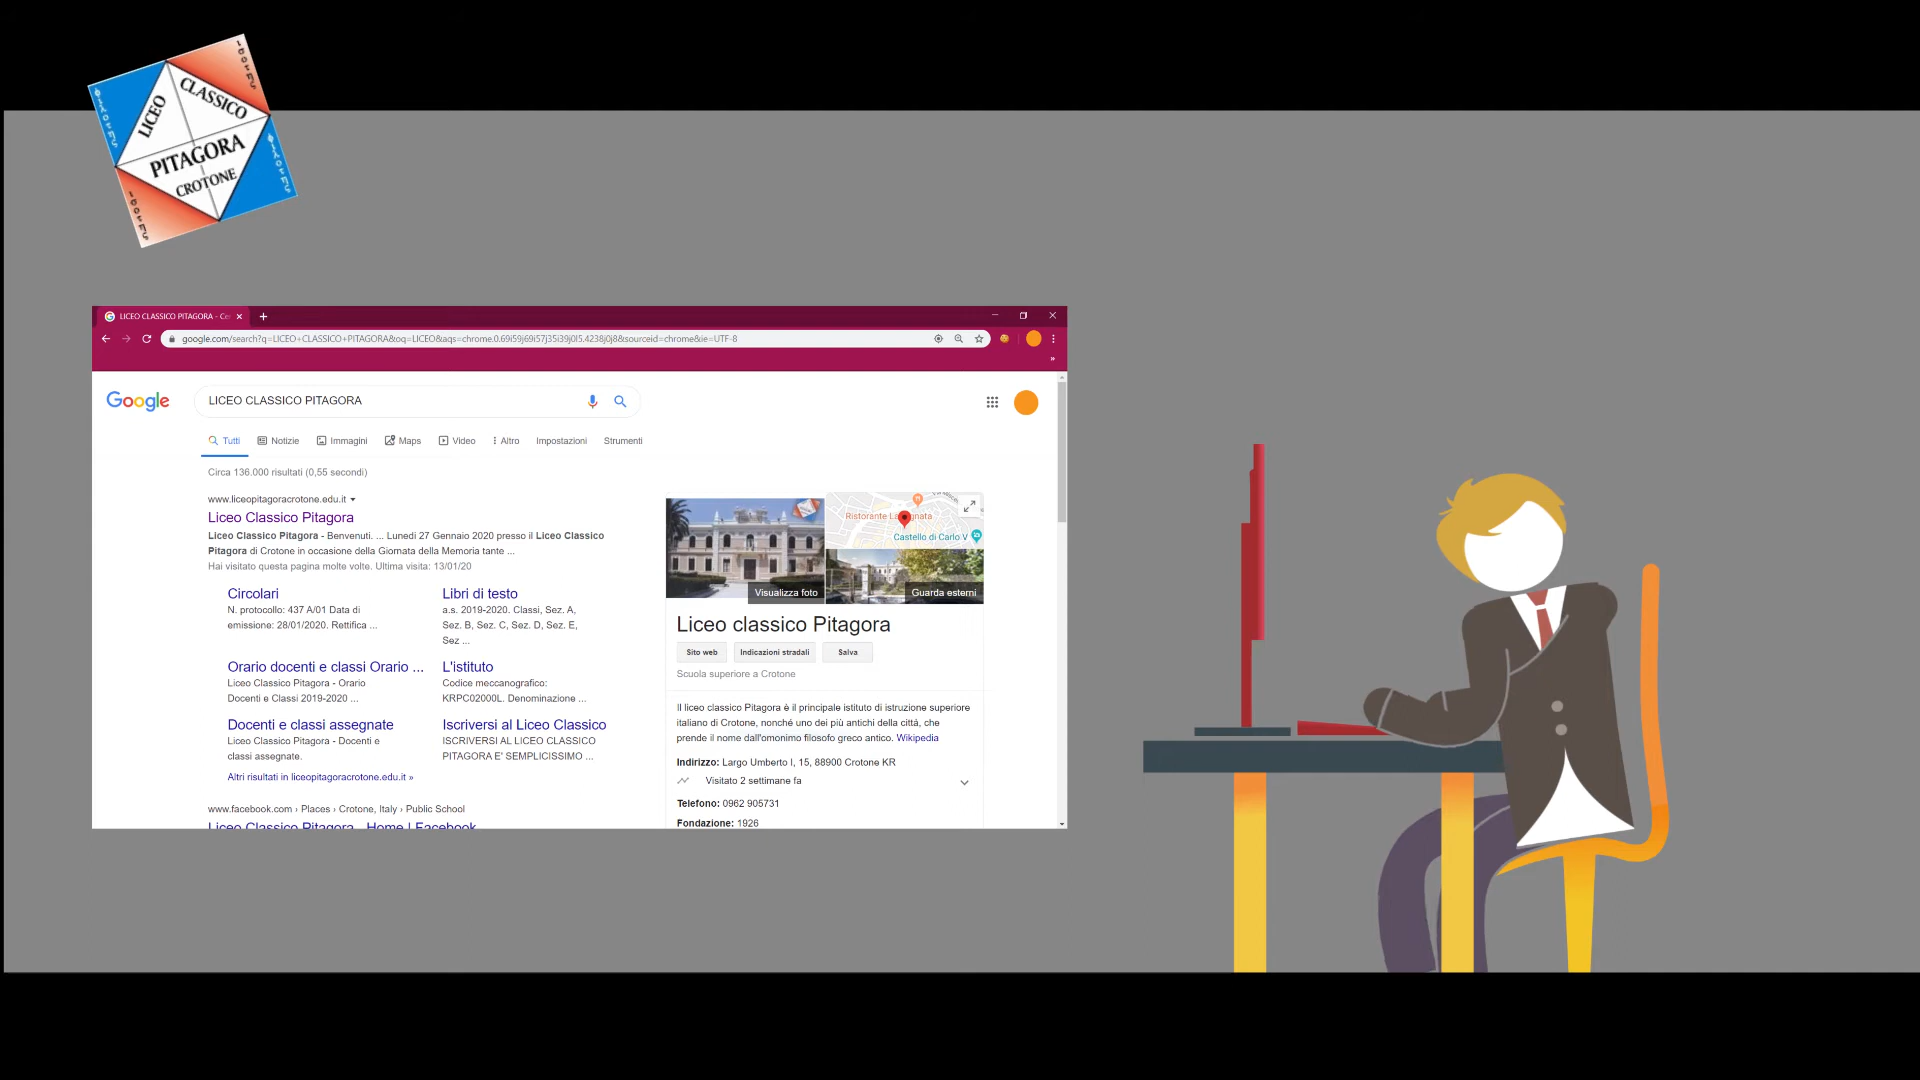 LICEO
CLASSICO
PITAGORA
CROTONE
LICEO CLASSICO PITAGORA - Ce
google.com/search?q=LICEO+CLASSICO+PITAGORA&oq=LICEO&aqs=chrome.0.69i59j69i57j35i39j0l5.4238j0j8&sourceid=chrome&ie=UTF-8
Google
LICEO CLASSICO PITAGORA
Tutti Notizie Immagini Maps Video Altro Impostazioni Strumenti
Circa 136.000 risultati (0,55 secondi)
www.liceopitagoracrotone.edu.it
Liceo Classico Pitagora
Liceo Classico Pitagora - Benvenuti. ... Lunedi 27 Gennaio 2020 presso il Liceo Classico
Pitagora di Crotone in occasione della Giornata della Memoria tante ...
Hai visitato questa pagina molte volte. Ultima visita: 13/01/20
Circolari
N. protocollo: 437 A/01 Data di
emissione: 28/01/2020. Rettifica ...
Libri di testo
a.s. 2019-2020. Classi, Sez. A,
Sez. B, Sez. C, Sez. D, Sez. E,
Sez ...
Orario docenti e classi Orario ...
Liceo Classico Pitagora - Orario
Docenti e Classi 2019-2020 ...
L'istituto
Codice meccanografico:
KRPC02000L. Denominazione ...
Docenti e classi assegnate
Liceo Classico Pitagora - Docenti e
classi assegnate.
Iscriversi al Liceo Classico
ISCRIVERSI AL LICEO CLASSICO
PITAGORA E' SEMPLICISSIMO ...
Altri risultati in liceopitagoracrotone.edu.it »
www.facebook.com › Places › Crotone, Italy › Public School
Liceo Classico Pitagora - Home | Facebook
Ristorante
Castello di Carlo V
Visualizza foto
Guarda esterni
Liceo classico Pitagora
Sito web
Indicazioni stradali
Salva
Scuola superiore a Crotone
Il liceo classico Pitagora è il principale istituto di istruzione superiore
italiano di Crotone, nonché uno dei più antichi della città, che
prende il nome dall'omonimo filosofo greco antico. Wikipedia
Indirizzo: Largo Umberto I, 15, 88900 Crotone KR
Visitato 2 settimane fa
Telefono: 0962 905731
Fondazione: 1926